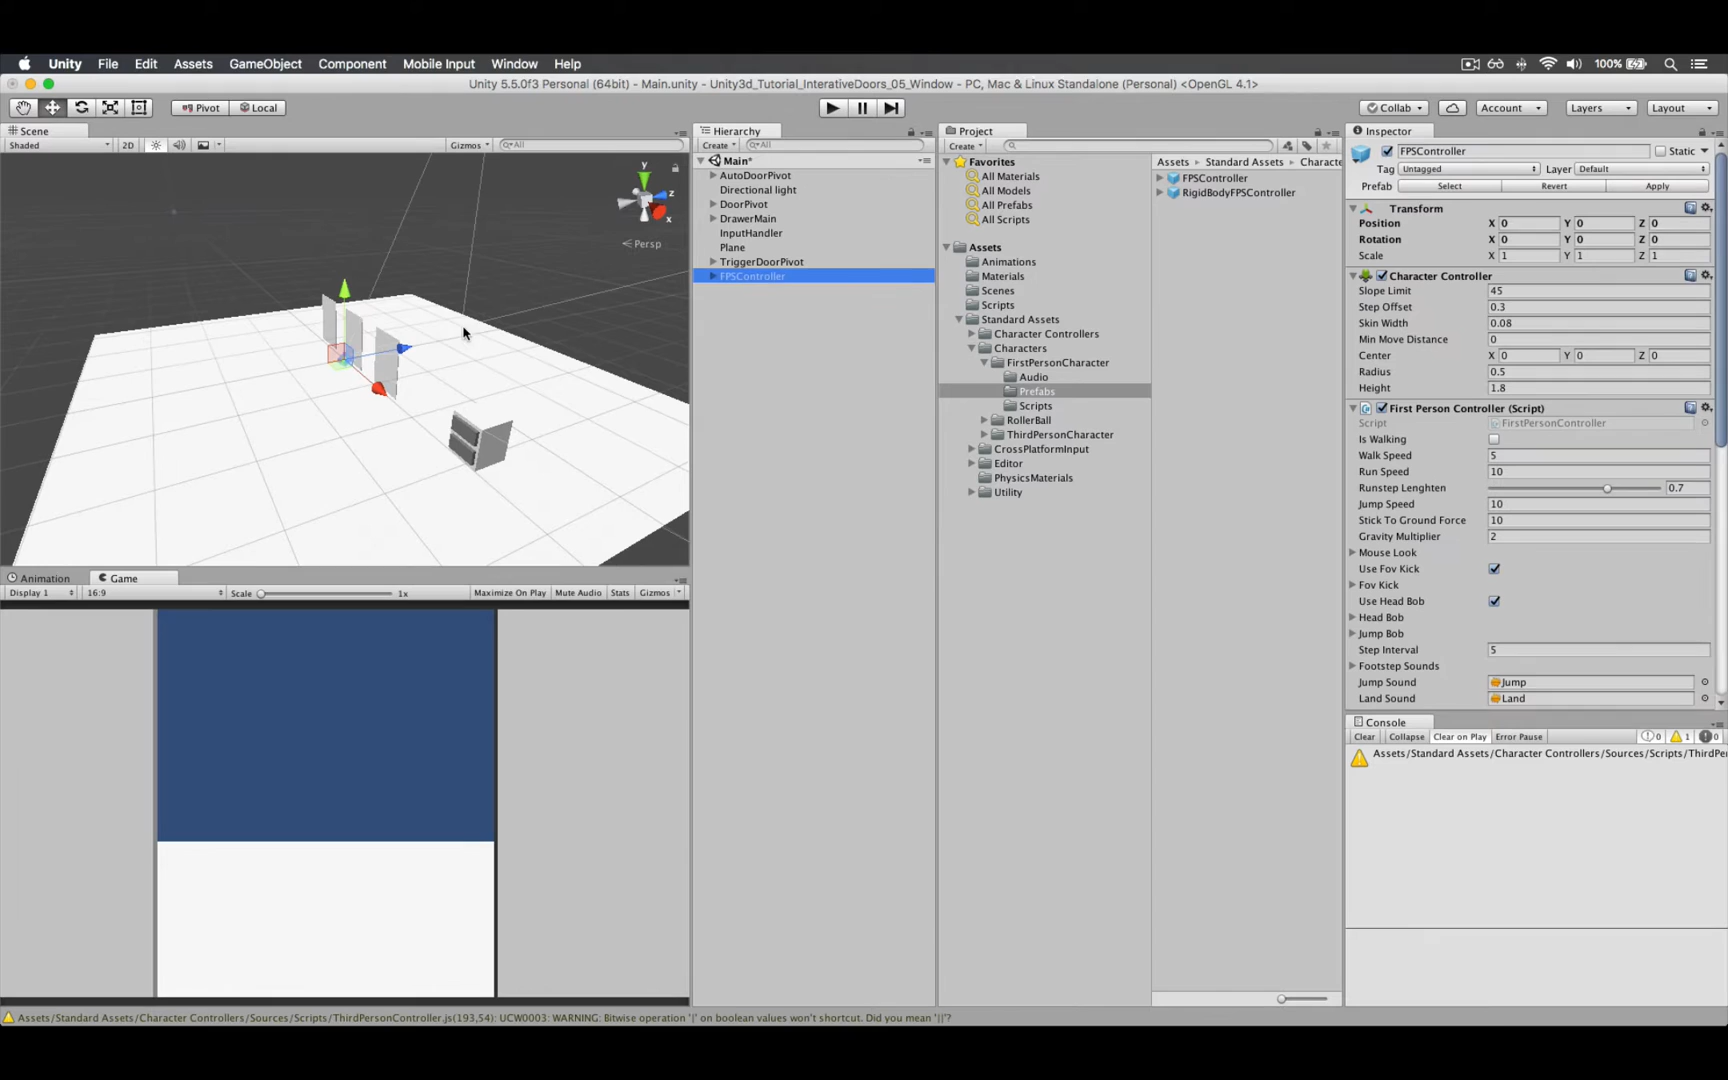 Unity File Edit Assets GameObject Component Mobile Input Window Help 100%
Unity 5.5.0f3 Personal (64bit) - Main.unity - Unity3d_Tutorial_InterativeDoors_05_Window - PC, Mac & Linux Standalone (Personal) <OpenGL 4.1>
Pivot Local Collab Account Layers Layout
Scene
Shaded 2D Gizmos All
y
z
x
Persp
Hierarchy
Create All
Main*
AutoDoorPivot
Directional light
DoorPivot
DrawerMain
InputHandler
Plane
TriggerDoorPivot
FPSController
Project
Create
Favorites
All Materials
All Models
All Prefabs
All Scripts
Assets
Animations
Materials
Scenes
Scripts
Standard Assets
Character Controllers
Characters
FirstPersonCharacter
Audio
Prefabs
Scripts
RollerBall
ThirdPersonCharacter
CrossPlatformInput
Editor
PhysicsMaterials
Utility
Assets Standard Assets Characte
FPSController
RigidBodyFPSController
Inspector
FPSController Static
Tag Untagged Layer Default
Prefab Select Revert Apply
Transform
Position X 0 Y 0 Z 0
Rotation X 0 Y 0 Z 0
Scale X 1 Y 1 Z 1
Character Controller
Slope Limit 45
Step Offset 0.3
Skin Width 0.08
Min Move Distance 0
Center X 0 Y 0 Z 0
Radius 0.5
Height 1.8
First Person Controller (Script)
Script FirstPersonController
Is Walking
Walk Speed 5
Run Speed 10
Runstep Lenghten 0.7
Jump Speed 10
Stick To Ground Force 10
Gravity Multiplier 2
Mouse Look
Use Fov Kick
Fov Kick
Use Head Bob
Head Bob
Jump Bob
Step Interval 5
Footstep Sounds
Jump Sound Jump
Land Sound Land
Console
Clear Collapse Clear on Play Error Pause 0 1 0
Assets/Standard Assets/Character Controllers/Sources/Scripts/ThirdPe
Animation Game
Display 1 16:9 Scale 1x Maximize On Play Mute Audio Stats Gizmos
Assets/Standard Assets/Character Controllers/Sources/Scripts/ThirdPersonController.js(193,54): UCW0003: WARNING: Bitwise operation '|' on boolean values won't shortcut. Did you mean '||'?